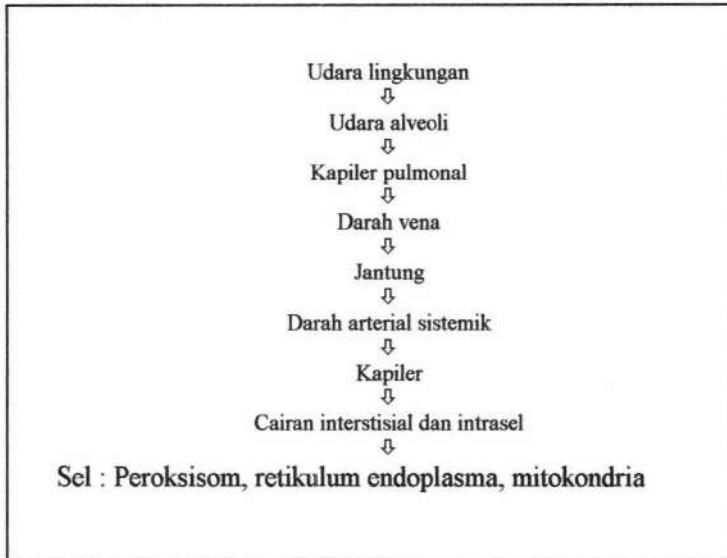 Udara lingkungan
⇩
Udara alveoli
⇩
Kapiler pulmonal
⇩
Darah vena
⇩
Jantung
⇩
Darah arterial sistemik
⇩
Kapiler
⇩
Cairan interstisial dan intrasel
⇩
Sel : Peroksisom, retikulum endoplasma, mitokondria